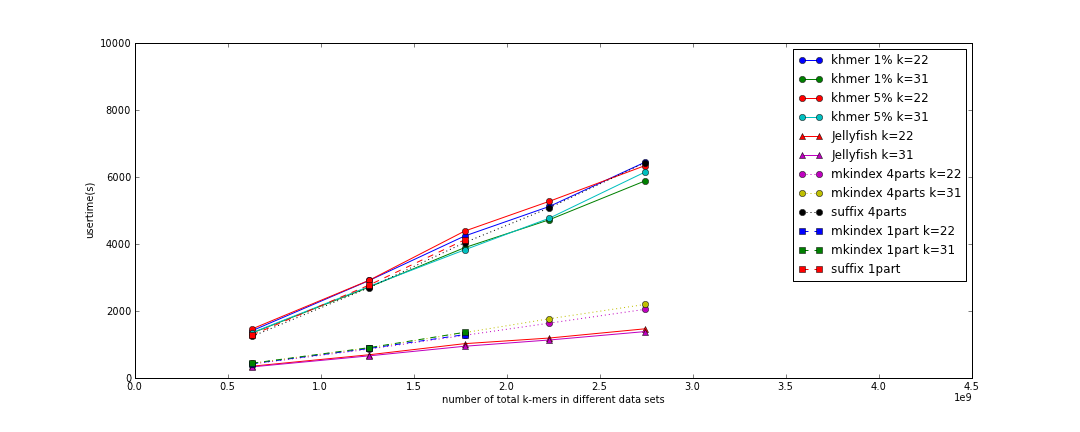 10000
8000
6000
4000
2000
0
usertime(s)
0.0 0.5 1.0 1.5 2.0 2.5 3.0 3.5 4.0 4.5
1e9
number of total k-mers in different data sets
khmer 1% k=22
khmer 1% k=31
khmer 5% k=22
khmer 5% k=31
Jellyfish k=22
Jellyfish k=31
mkindex 4parts k=22
mkindex 4parts k=31
suffix 4parts
mkindex 1part k=22
mkindex 1part k=31
suffix 1part